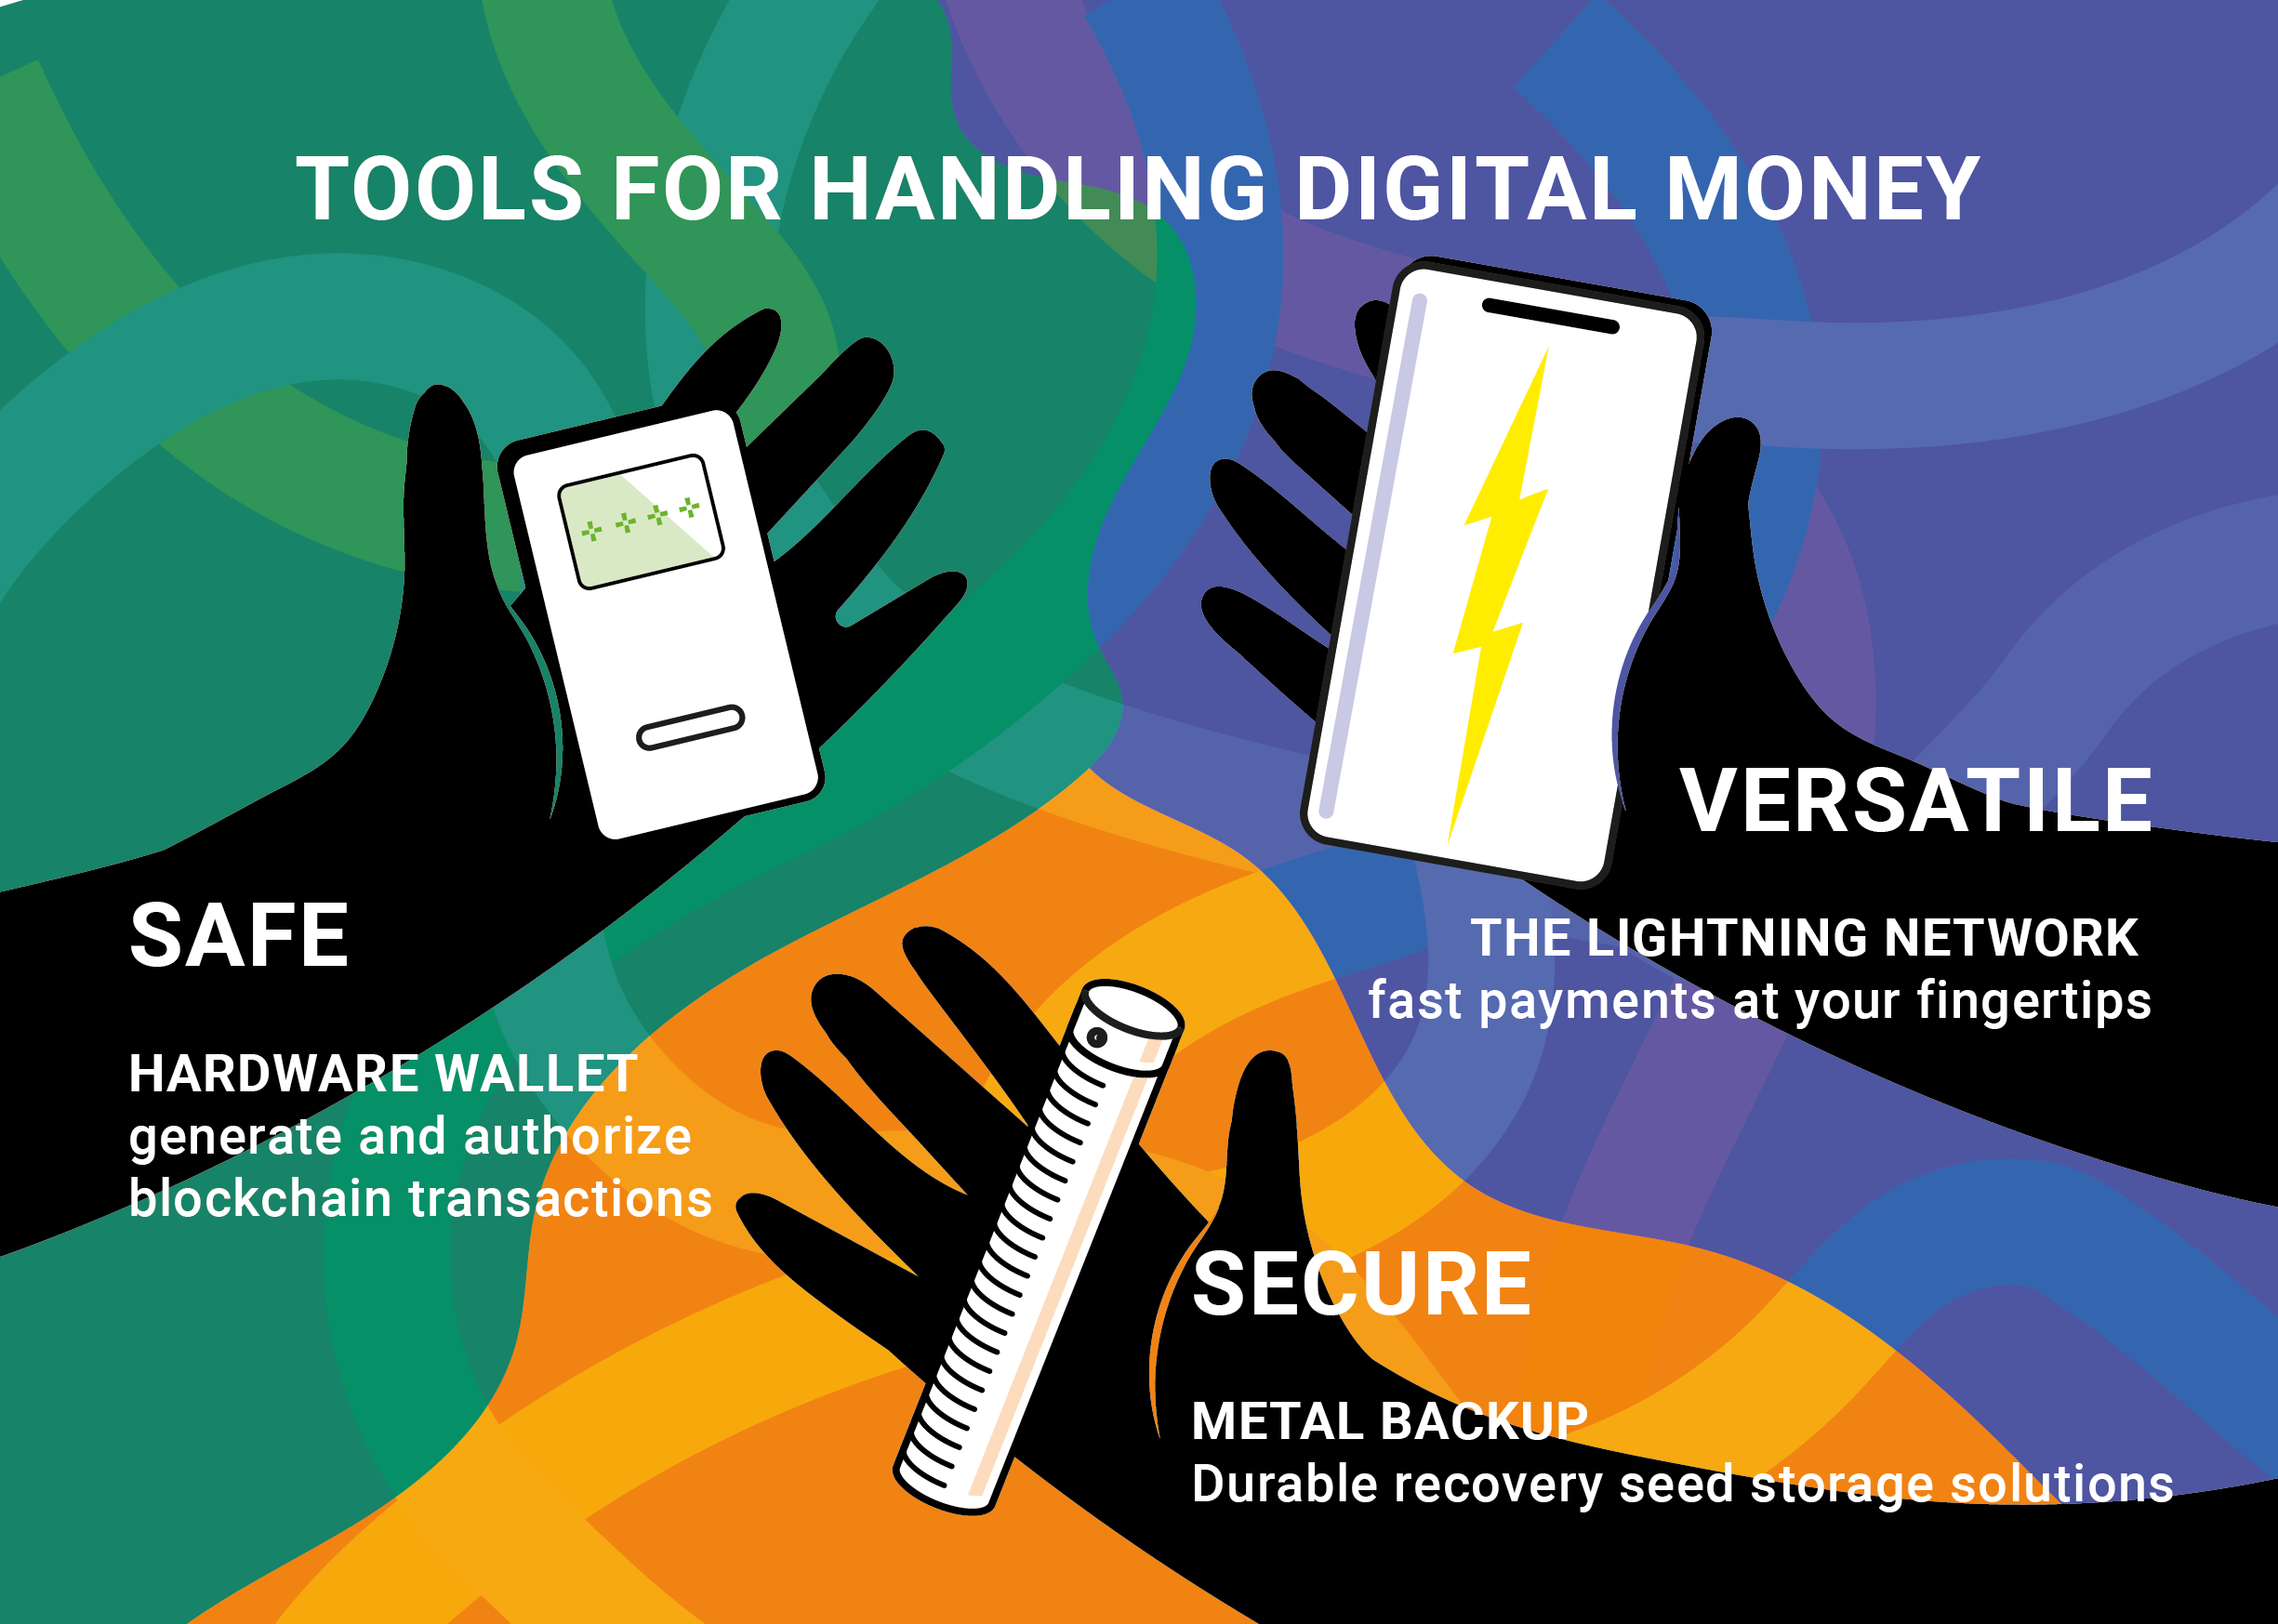 TOOLS FOR HANDLING DIGITAL MONEY
SAFE
HARDWARE WALLET
generate and authorize
blockchain transactions
VERSATILE
THE LIGHTNING NETWORK
fast payments at your fingertips
SECURE
METAL BACKUP
Durable recovery seed storage solutions